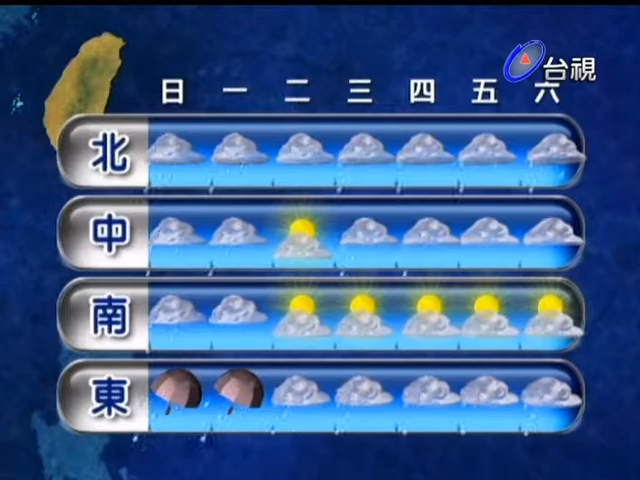 台視
日 一 二 三 四 五 六
北
中
南
東